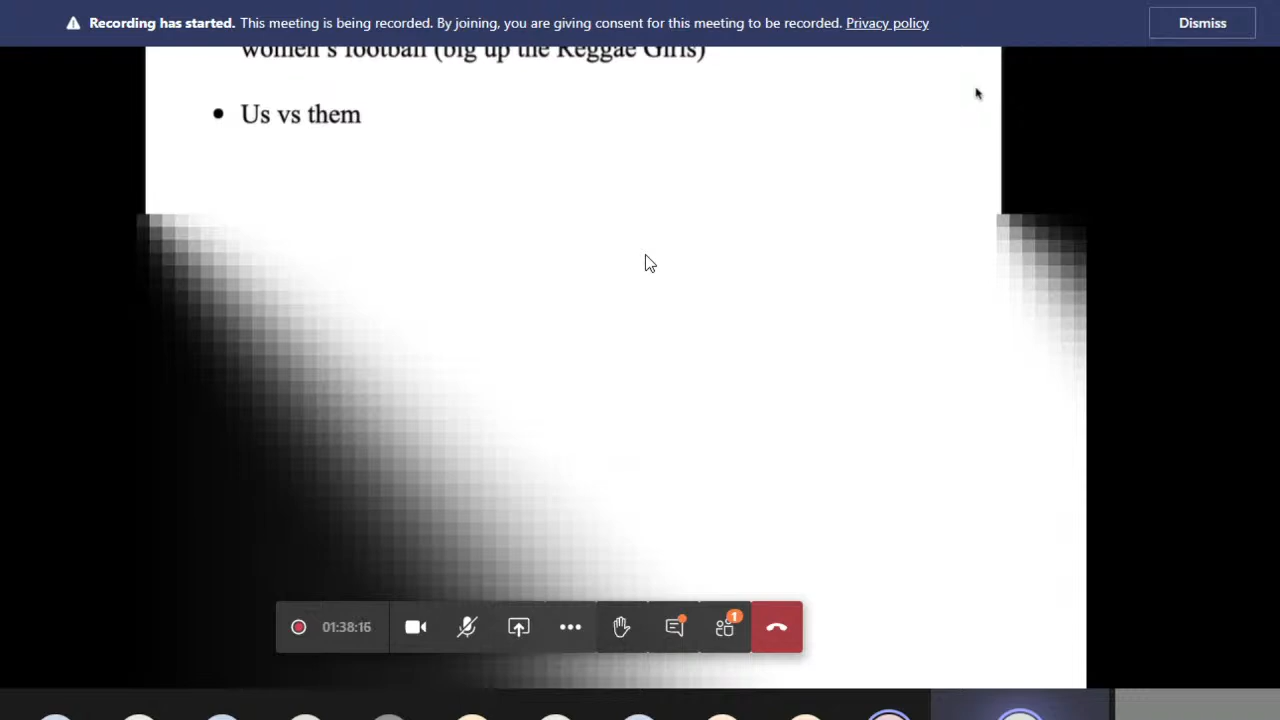 Recording has started. This meeting is being recorded. By joining, you are giving consent for this meeting to be recorded. Privacy policy
Dismiss
women's football (big up the Reggae Girls)
• Us vs them
01:38:16
1